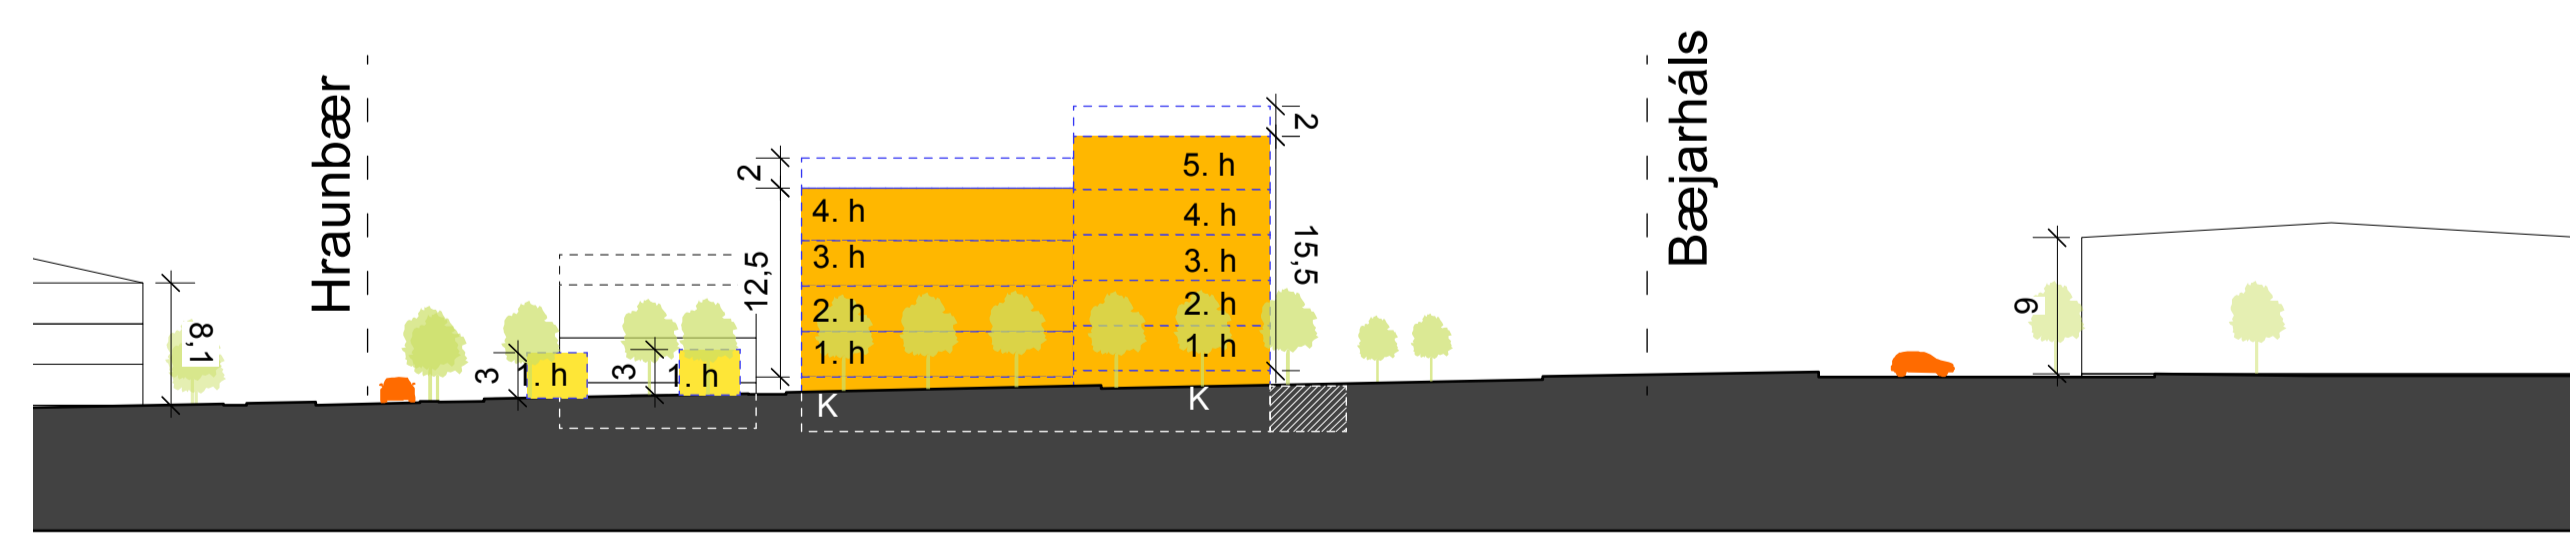 Hraunbær
Bæjarháls
8,1
3
1. h
3
1. h
2
12,5
4. h
3. h
2. h
1. h
K
5. h
4. h
3. h
2. h
1. h
K
2
15,5
9